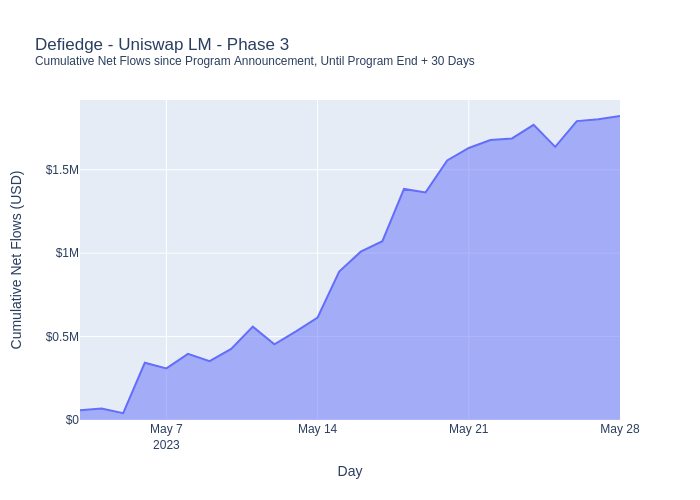 Defiedge - Uniswap LM - Phase 3
Cumulative Net Flows since Program Announcement, Until Program End + 30 Days
Cumulative Net Flows (USD)
$1.5M
$1M
$0.5M
$0
May 7
2023
May 14
May 21
May 28
Day